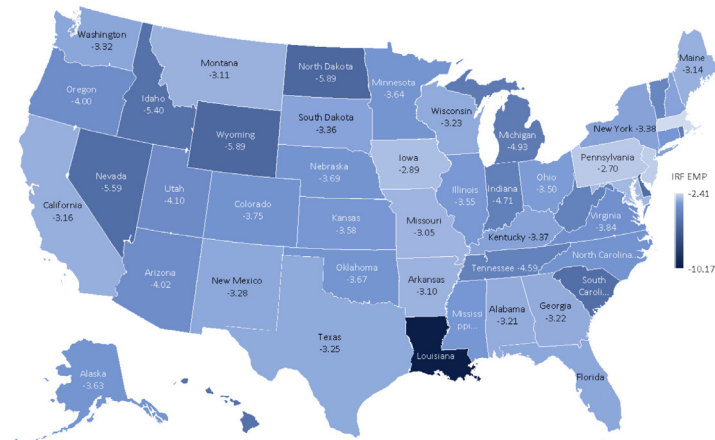 Washington
-3.32
Montana
-3.11
North Dakota
-5.89
Minnesota
-3.64
Maine
-3.14
Oregon
-4.00
Idaho
-5.40
Wisconsin
-3.23
South Dakota
-3.36
Michigan
-4.93
New York -3.38
Wyoming
-5.89
Iowa
-2.89
Pennsylvania
-2.70
IRF EMP
-2.41
-10.17
Nebraska
-3.69
Nevada
-5.59
Utah
-4.10
Colorado
-3.75
Illinois
-3.55
Indiana
-4.71
Ohio
-3.50
California
-3.16
Kansas
-3.58
Missouri
-3.05
Virginia
-3.84
Kentucky -3.37
North Carolina...
Tennessee -4.59
Oklahoma
-3.67
Arizona
-4.02
New Mexico
-3.28
Arkansas
-3.10
South
Caroli...
Mississi
ppi...
Alabama
-3.21
Georgia
-3.22
Texas
-3.25
Louisiana
Alaska
-3.63
Florida